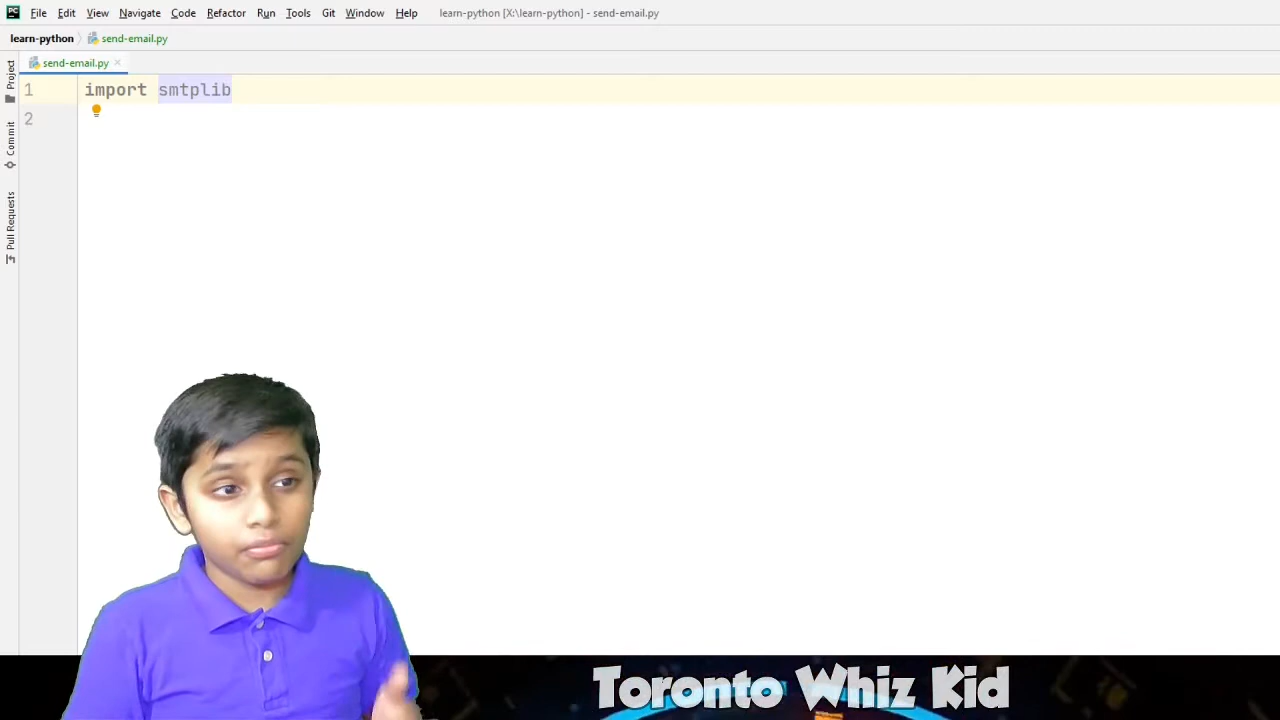 File Edit View Navigate Code Refactor Run Tools Git Window Help learn-python [X:\learn-python] - send-email.py
learn-python send-email.py
send-email.py
1 import smtplib
2
Project
Commit
Pull Requests
Toronto Whiz Kid